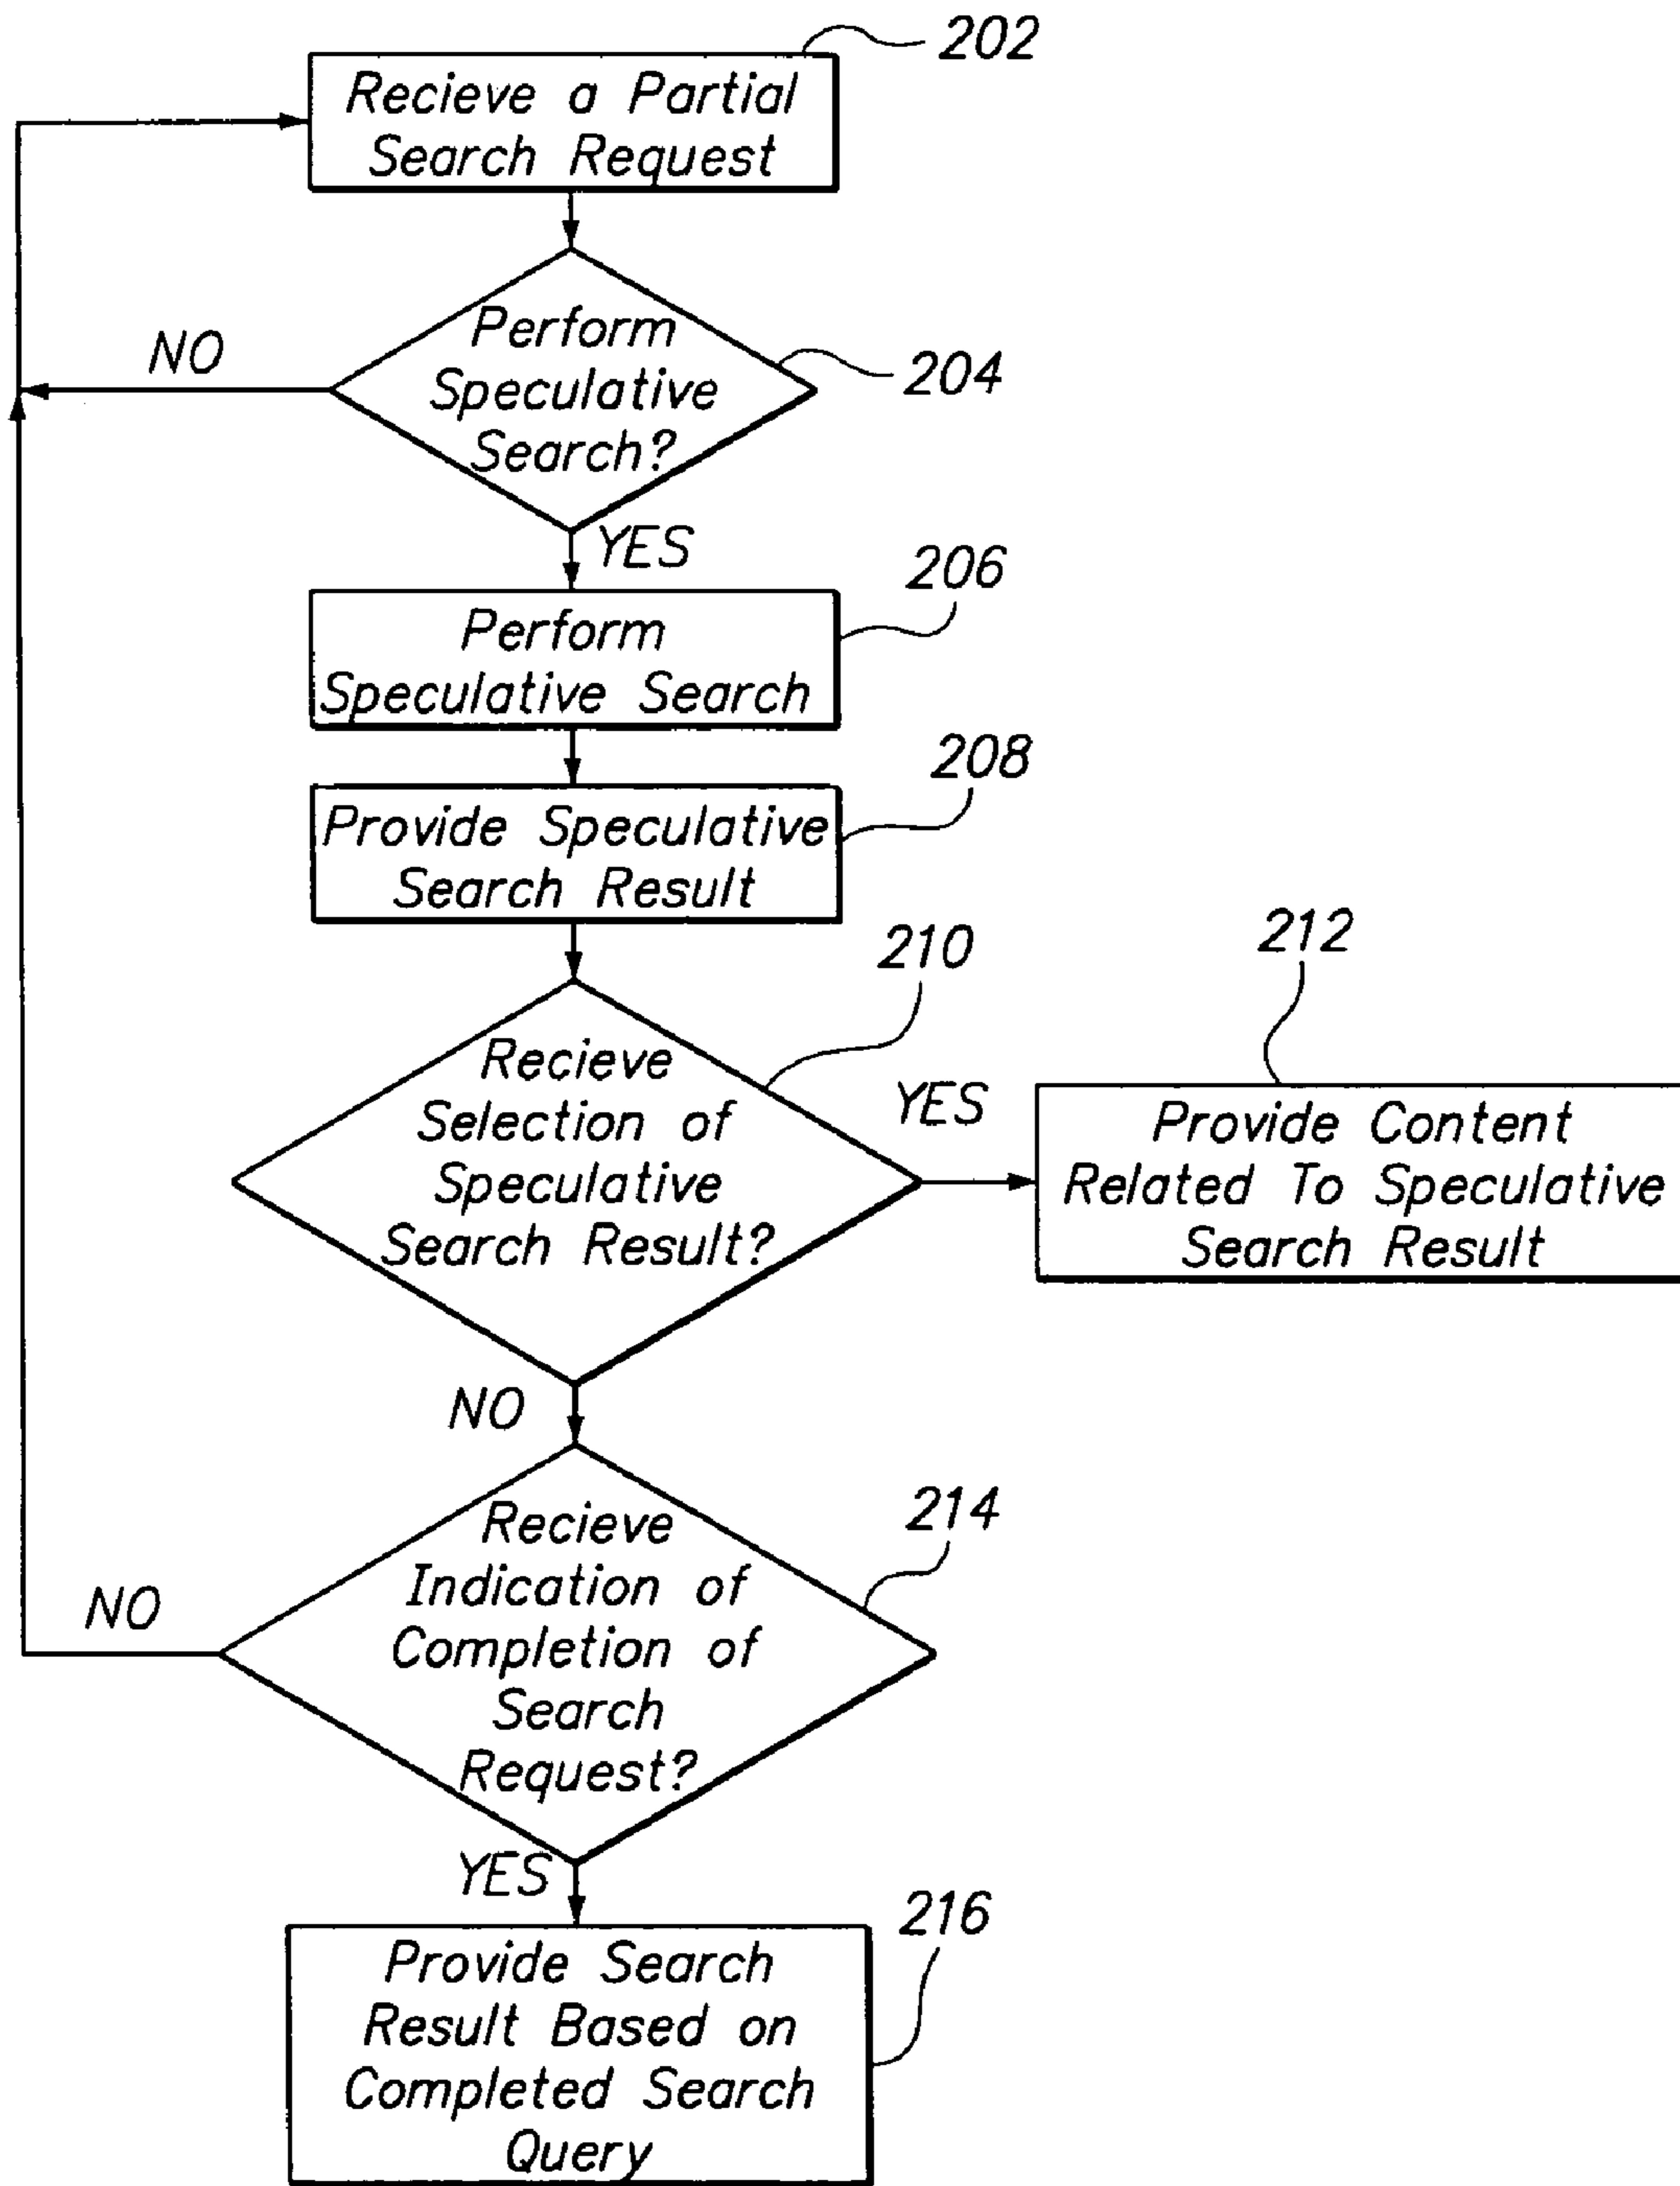 202
Recieve a Partial
Search Request
Perform
Speculative
Search?
NO
204
YES
206
Perform
Speculative Search
208
Provide Speculative
Search Result
210
212
Recieve
Selection of
Speculative
Search Result?
YES
Provide Content
Related To Speculative
Search Result
NO
214
Recieve
Indication of
Completion of
Search
Request?
NO
YES
216
Provide Search
Result Based on
Completed Search
Query